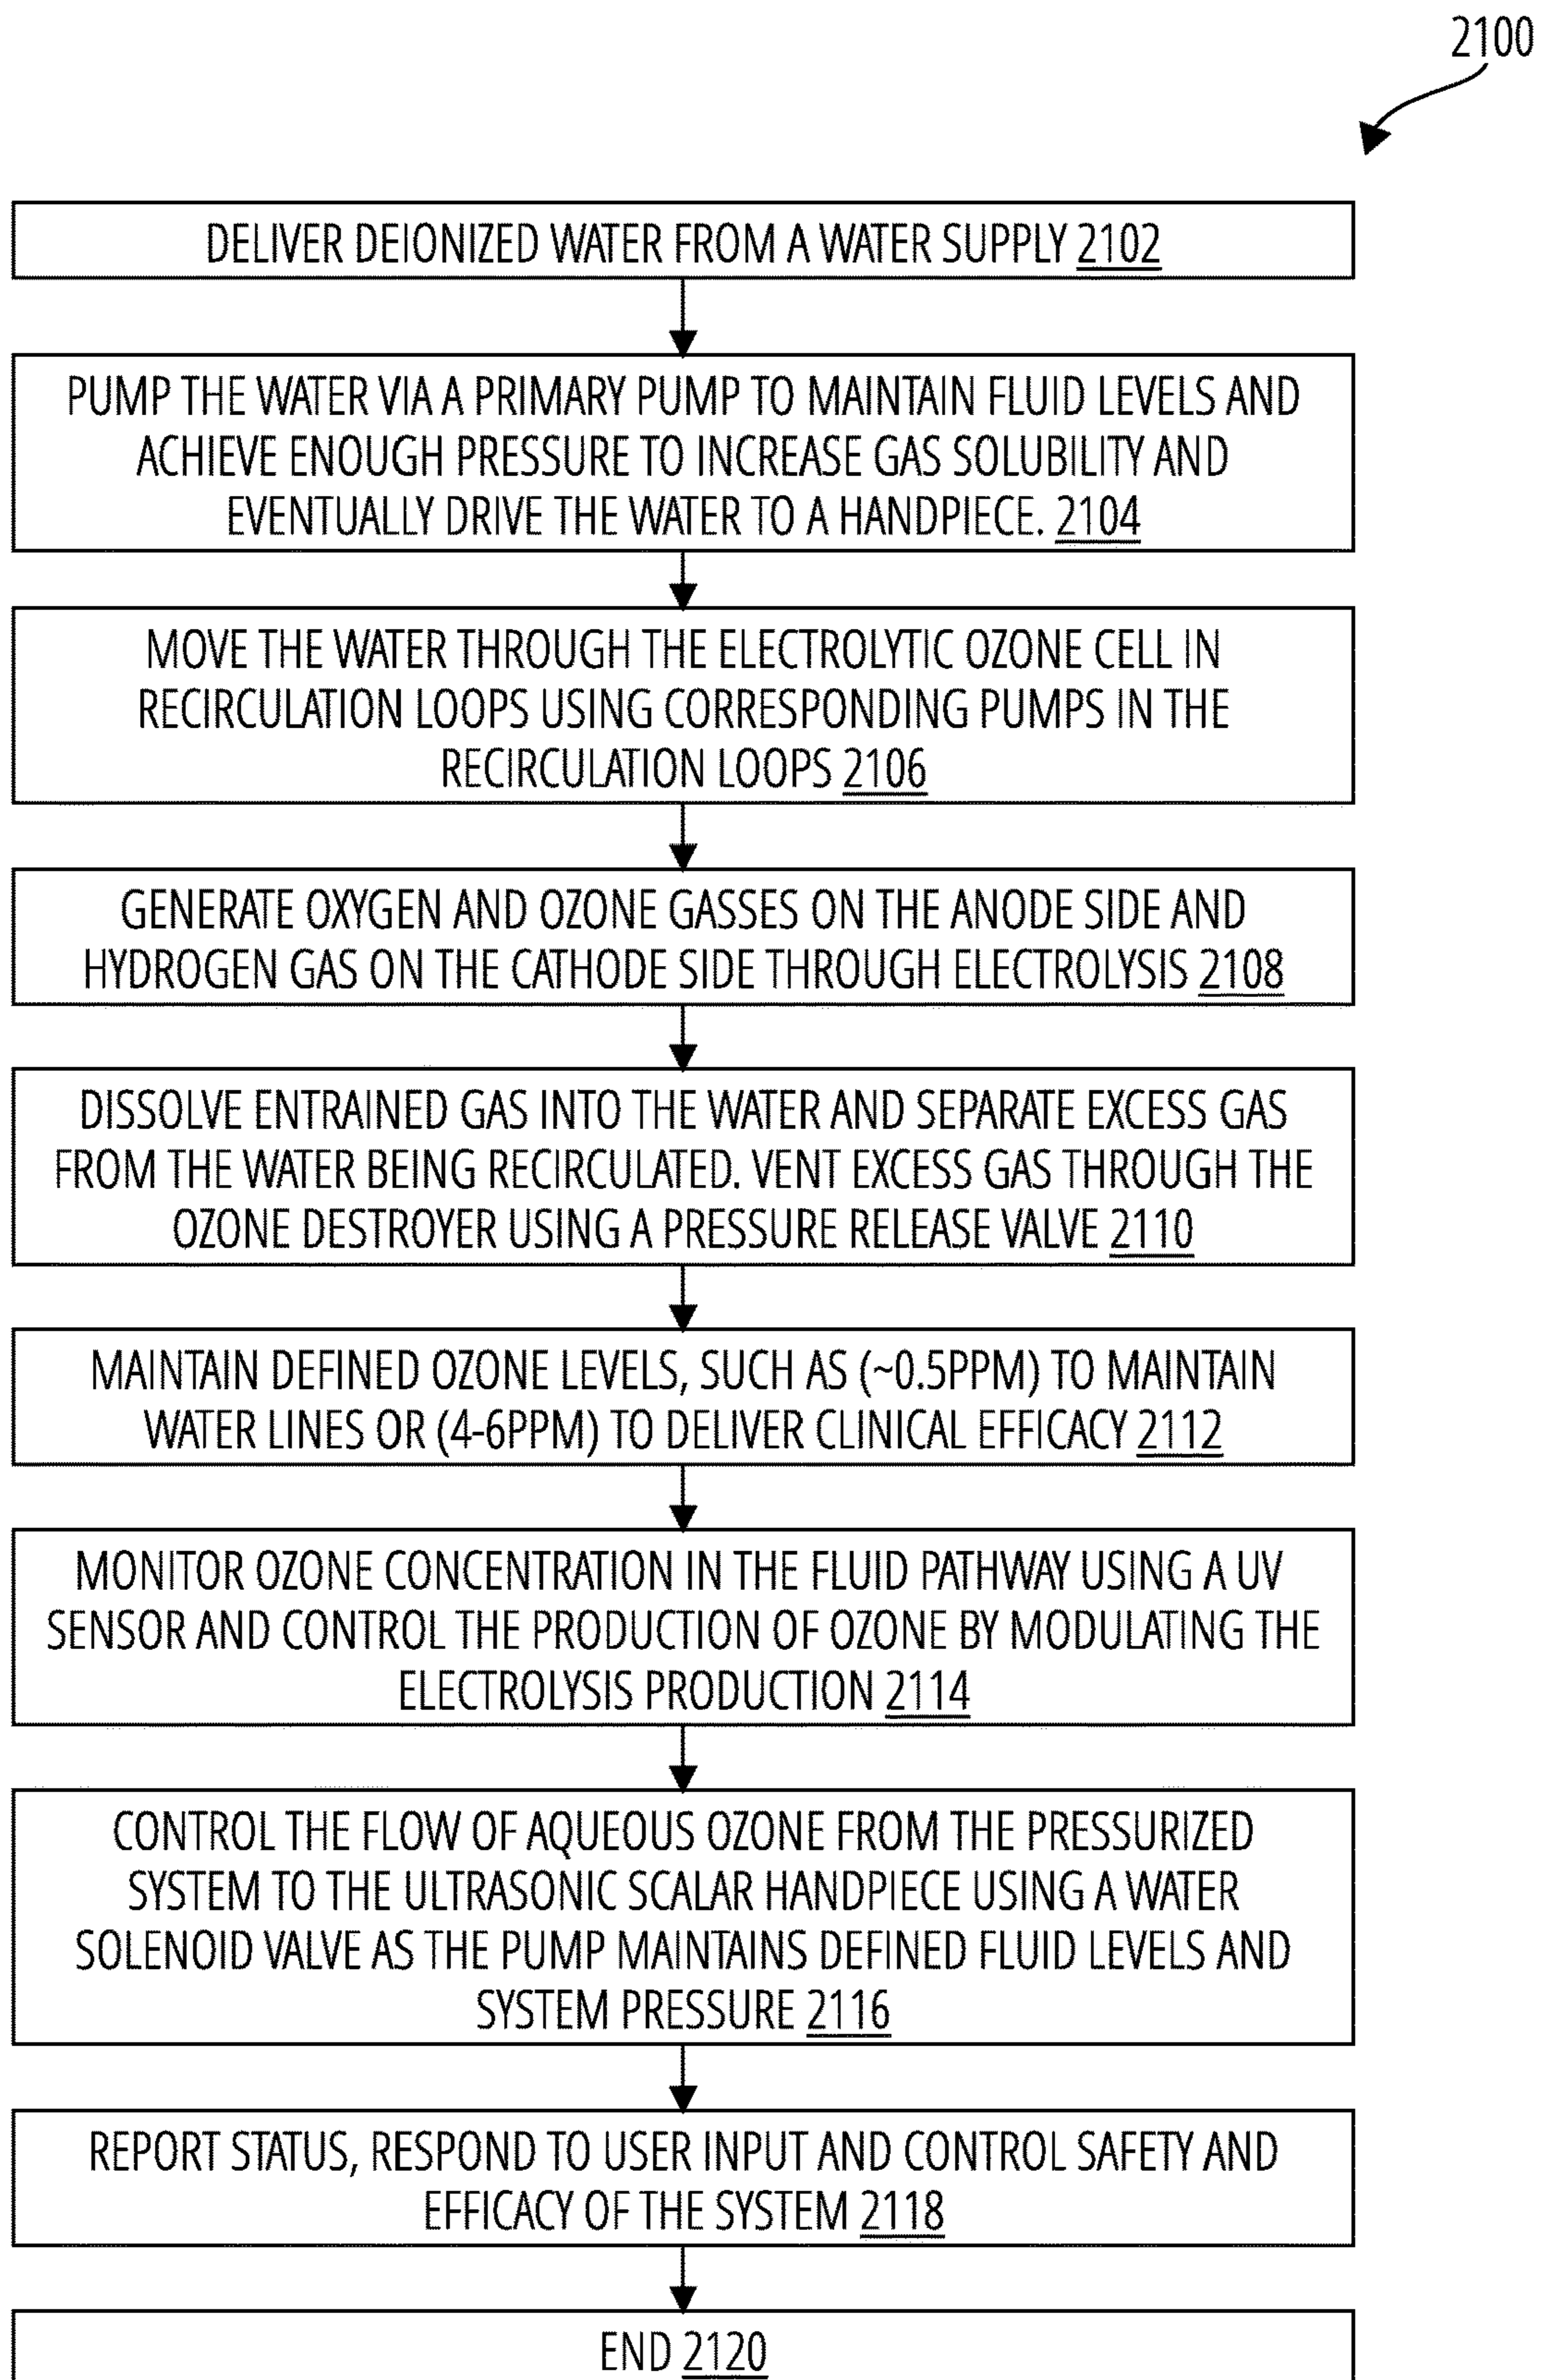 2100
DELIVER DEIONIZED WATER FROM A WATER SUPPLY 2102
PUMP THE WATER VIA A PRIMARY PUMP TO MAINTAIN FLUID LEVELS AND
ACHIEVE ENOUGH PRESSURE TO INCREASE GAS SOLUBILITY AND
EVENTUALLY DRIVE THE WATER TO A HANDPIECE. 2104
MOVE THE WATER THROUGH THE ELECTROLYTIC OZONE CELL IN
RECIRCULATION LOOPS USING CORRESPONDING PUMPS IN THE
RECIRCULATION LOOPS 2106
GENERATE OXYGEN AND OZONE GASSES ON THE ANODE SIDE AND
HYDROGEN GAS ON THE CATHODE SIDE THROUGH ELECTROLYSIS 2108
DISSOLVE ENTRAINED GAS INTO THE WATER AND SEPARATE EXCESS GAS
FROM THE WATER BEING RECIRCULATED. VENT EXCESS GAS THROUGH THE
OZONE DESTROYER USING A PRESSURE RELEASE VALVE 2110
MAINTAIN DEFINED OZONE LEVELS, SUCH AS (~0.5PPM) TO MAINTAIN
WATER LINES OR (4-6PPM) TO DELIVER CLINICAL EFFICACY 2112
MONITOR OZONE CONCENTRATION IN THE FLUID PATHWAY USING A UV
SENSOR AND CONTROL THE PRODUCTION OF OZONE BY MODULATING THE
ELECTROLYSIS PRODUCTION 2114
CONTROL THE FLOW OF AQUEOUS OZONE FROM THE PRESSURIZED
SYSTEM TO THE ULTRASONIC SCALAR HANDPIECE USING A WATER
SOLENOID VALVE AS THE PUMP MAINTAINS DEFINED FLUID LEVELS AND
SYSTEM PRESSURE 2116
REPORT STATUS, RESPOND TO USER INPUT AND CONTROL SAFETY AND
EFFICACY OF THE SYSTEM 2118
END 2120